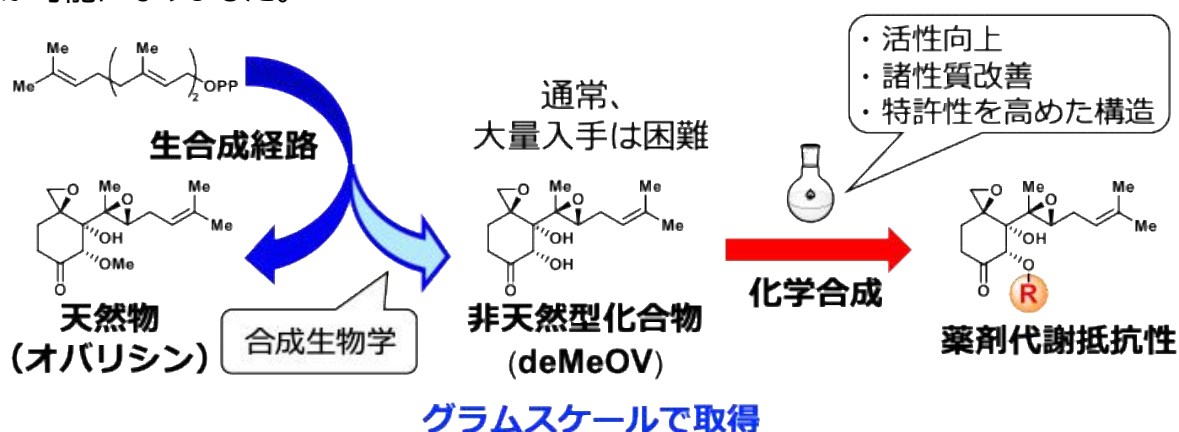 Me
Me
Me
2
OPP
生合成経路
通常、
大量入手は困難
・活性向上
・諸性質改善
・特許性を高めた構造
O
Me
O
Me
Me
OH
OMe
O
天然物
(オバリシン)
合成生物学
O
Me
O
Me
Me
OH
OH
O
非天然型化合物
(deMeOV)
化学合成
O
Me
O
Me
Me
OH
O
O
R
薬剤代謝抵抗性
グラムスケールで取得